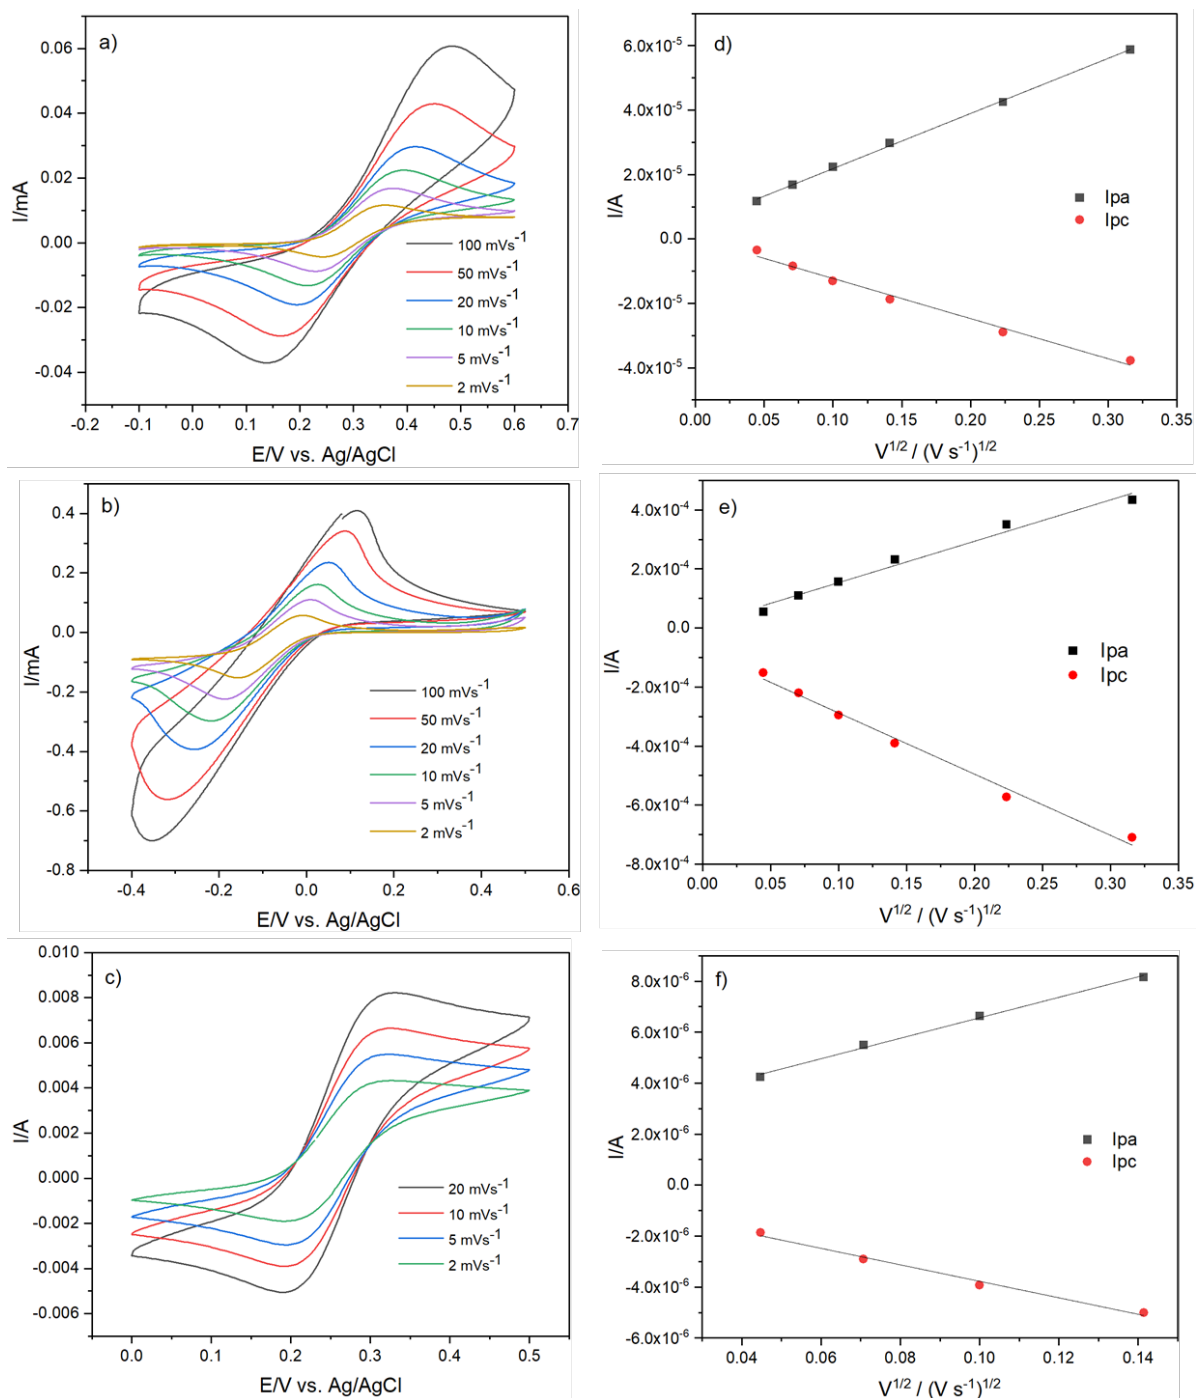 a)
I/mA
0.06
0.04
0.02
0.00
-0.02
-0.04
100 mVs⁻¹
50 mVs⁻¹
20 mVs⁻¹
10 mVs⁻¹
5 mVs⁻¹
2 mVs⁻¹
-0.2 -0.1 0.0 0.1 0.2 0.3 0.4 0.5 0.6 0.7
E/V vs. Ag/AgCl
d)
I/A
6.0x10⁻⁵
4.0x10⁻⁵
2.0x10⁻⁵
0.0
-2.0x10⁻⁵
-4.0x10⁻⁵
Ipa
Ipc
0.00 0.05 0.10 0.15 0.20 0.25 0.30 0.35
V¹ᐟ² / (V s⁻¹)¹ᐟ²
b)
I/mA
0.4
0.2
0.0
-0.2
-0.4
-0.6
-0.8
100 mVs⁻¹
50 mVs⁻¹
20 mVs⁻¹
10 mVs⁻¹
5 mVs⁻¹
2 mVs⁻¹
-0.4 -0.2 0.0 0.2 0.4 0.6
E/V vs. Ag/AgCl
e)
I/A
4.0x10⁻⁴
2.0x10⁻⁴
0.0
-2.0x10⁻⁴
-4.0x10⁻⁴
-6.0x10⁻⁴
-8.0x10⁻⁴
Ipa
Ipc
0.00 0.05 0.10 0.15 0.20 0.25 0.30 0.35
V¹ᐟ² / (V s⁻¹)¹ᐟ²
c)
I/A
0.010
0.008
0.006
0.004
0.002
0.000
-0.002
-0.004
-0.006
20 mVs⁻¹
10 mVs⁻¹
5 mVs⁻¹
2 mVs⁻¹
0.0 0.1 0.2 0.3 0.4 0.5
E/V vs. Ag/AgCl
f)
I/A
8.0x10⁻⁶
6.0x10⁻⁶
4.0x10⁻⁶
2.0x10⁻⁶
0.0
-2.0x10⁻⁶
-4.0x10⁻⁶
-6.0x10⁻⁶
Ipa
Ipc
0.04 0.06 0.08 0.10 0.12 0.14
V¹ᐟ² / (V s⁻¹)¹ᐟ²